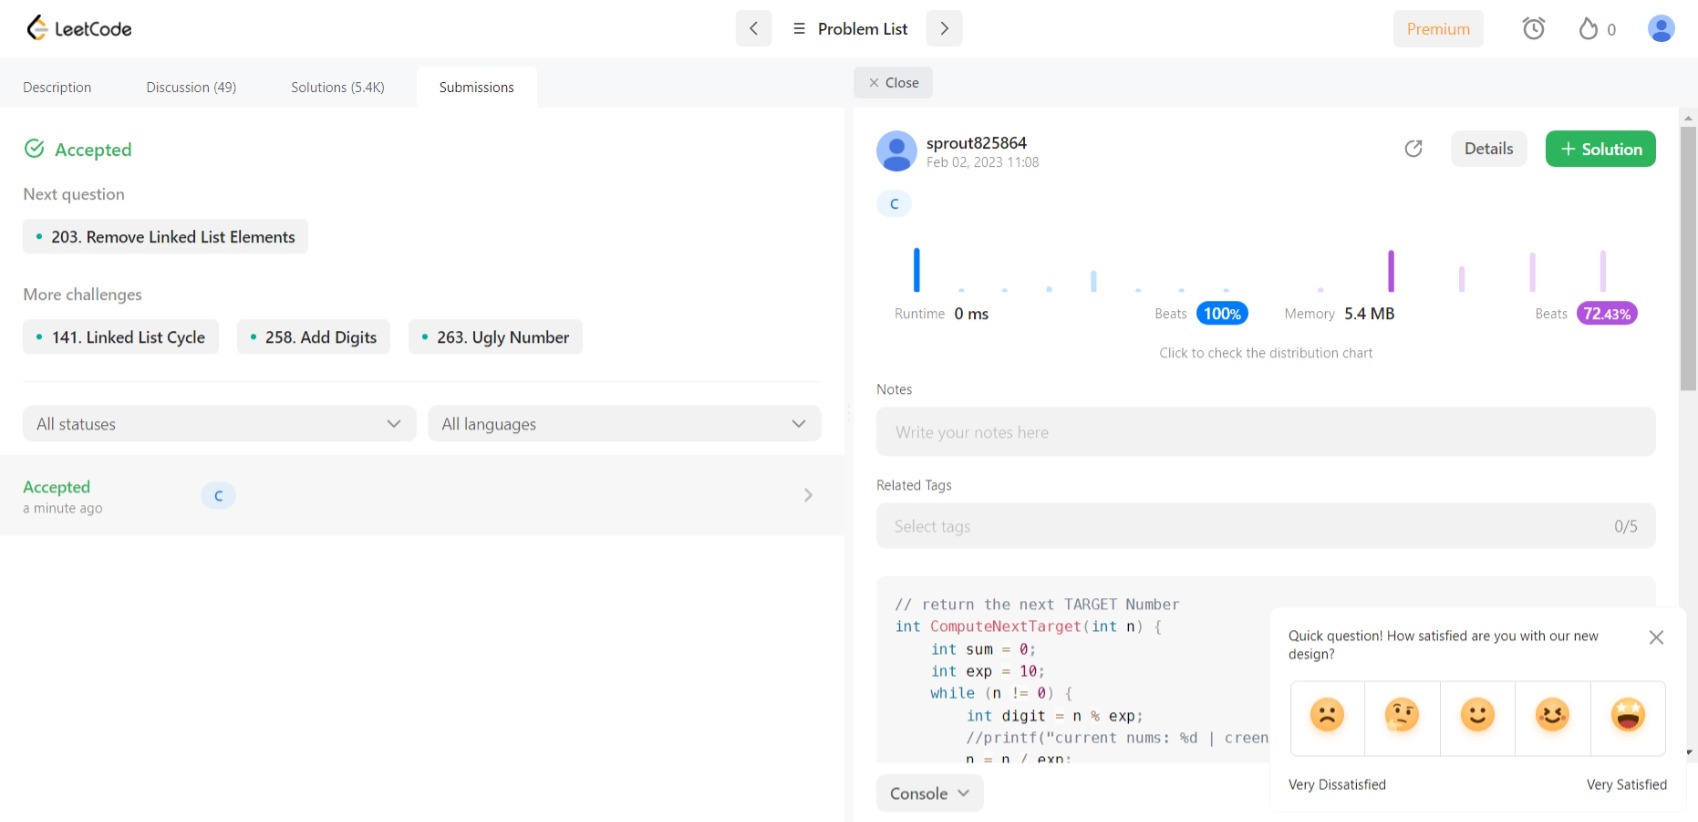 LeetCode
Problem List
Premium
0
Description
Discussion (49)
Solutions (5.4K)
Submissions
Close
Accepted
Next question
203. Remove Linked List Elements
More challenges
141. Linked List Cycle
258. Add Digits
263. Ugly Number
All statuses
All languages
Accepted
C
a minute ago
sprout825864
Feb 02, 2023 11:08
Details
+ Solution
C
Runtime 0 ms
Beats 100%
Memory 5.4 MB
Beats 72.43%
Click to check the distribution chart
Notes
Write your notes here
Related Tags
Select tags
0/5
// return the next TARGET Number
int ComputeNextTarget(int n) {
int sum = 0;
int exp = 10;
while (n != 0) {
int digit = n % exp;
//printf("current nums: %d | creen
n = n / exp;
Console
Quick question! How satisfied are you with our new
design?
Very Dissatisfied
Very Satisfied